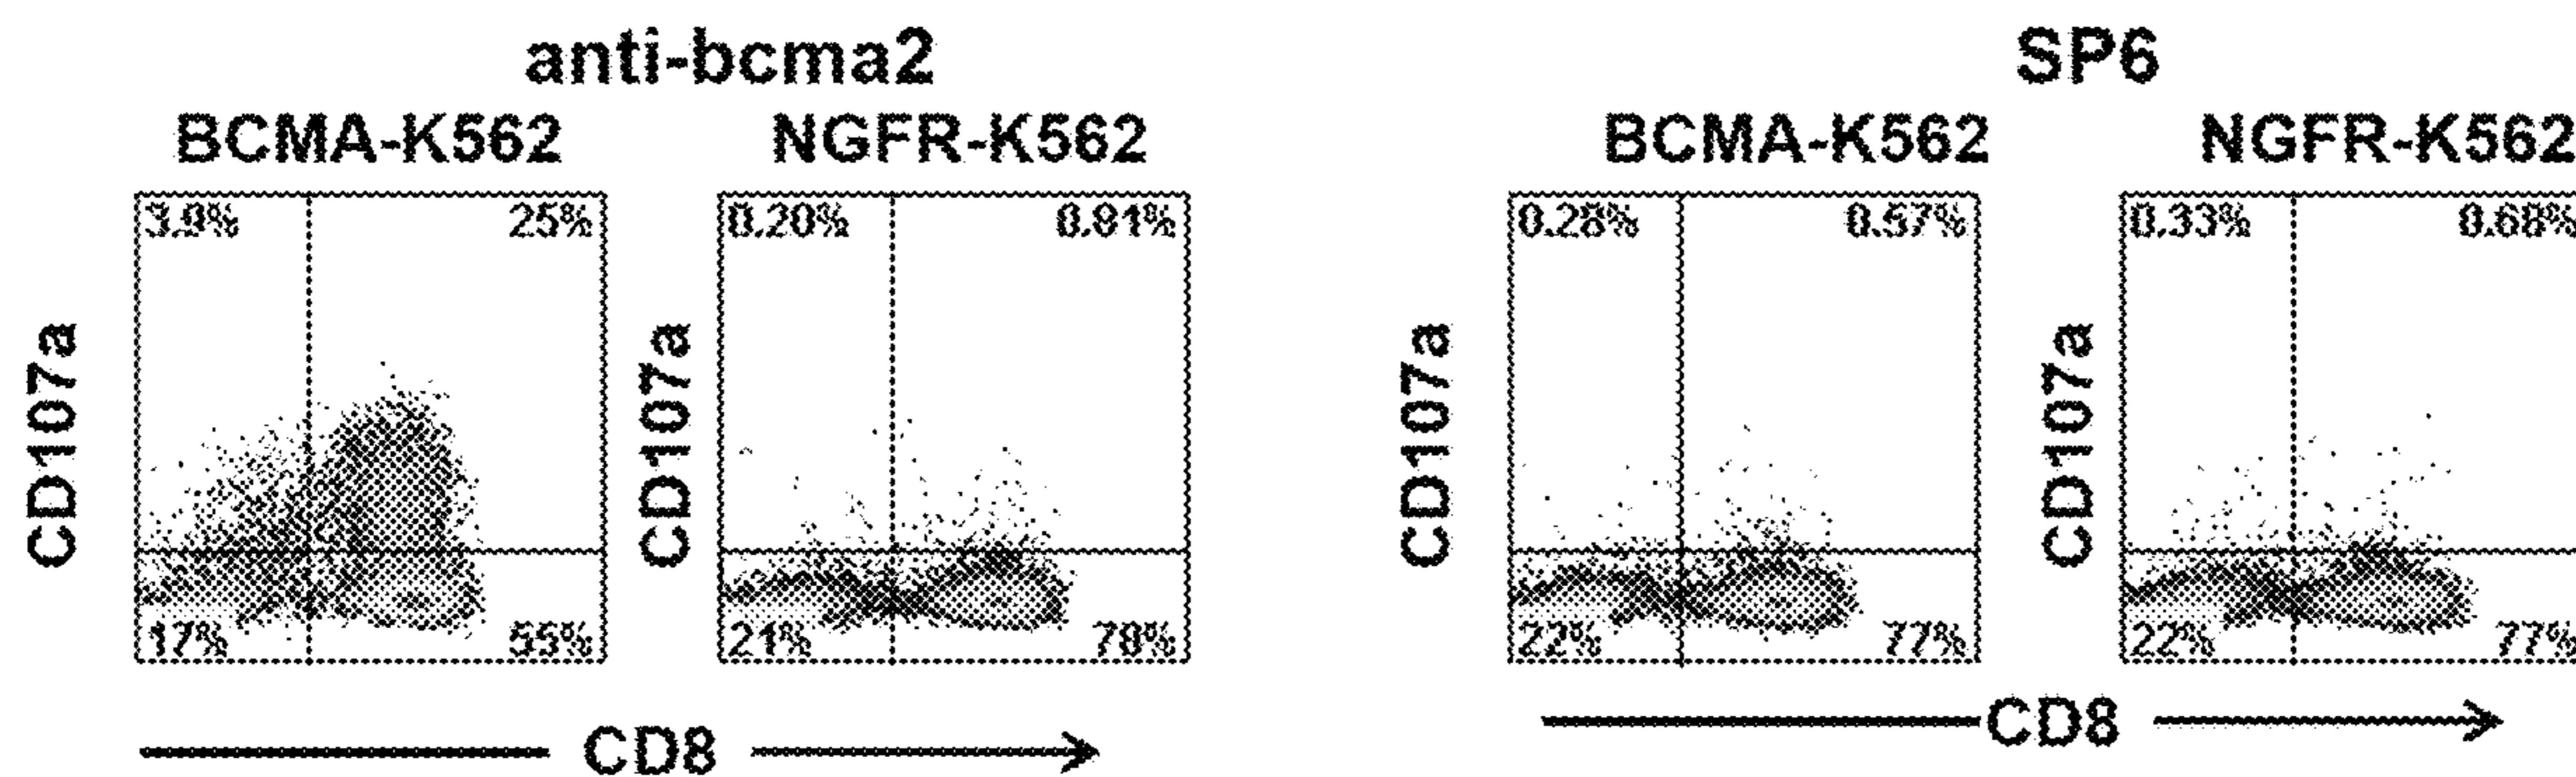 anti-bcma2 SP6
BCMA-K562 NGFR-K562 BCMA-K562 NGFR-K562
3.9% 25% 0.20% 0.81% 0.28% 0.57% 0.33% 0.68%
CD107a CD107a CD107a CD107a
17% 55% 21% 78% 22% 77% 22% 77%
CD8 CD8